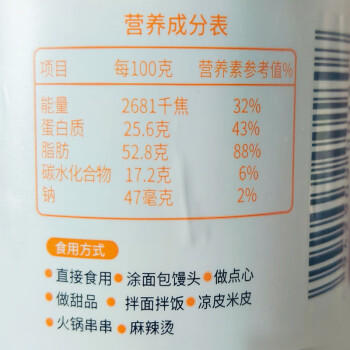 营养成分表
项目 每100克 营养素参考值%
能量 2681千焦 32%
蛋白质 25.6克 43%
脂肪 52.8克 88%
碳水化合物 17.2克 6%
钠 47毫克 2%
食用方式
•直接食用 •涂面包馒头 •做点心
•做甜品 •拌面拌饭 •凉皮米皮
•火锅串串 •麻辣烫